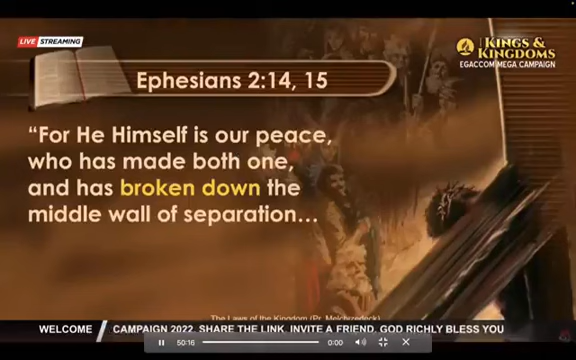 LIVE STREAMING
KINGS &
KINGDOMS
EGACCOM MEGA CAMPAIGN
Ephesians 2:14, 15
“For He Himself is our peace,
who has made both one,
and has broken down the
middle wall of separation...
The Laws of the Kingdom (Pr. Melchizedeck)
WELCOME / CAMPAIGN 2022. SHARE THE LINK, INVITE A FRIEND, GOD RICHLY BLESS YOU
50:16
0:00